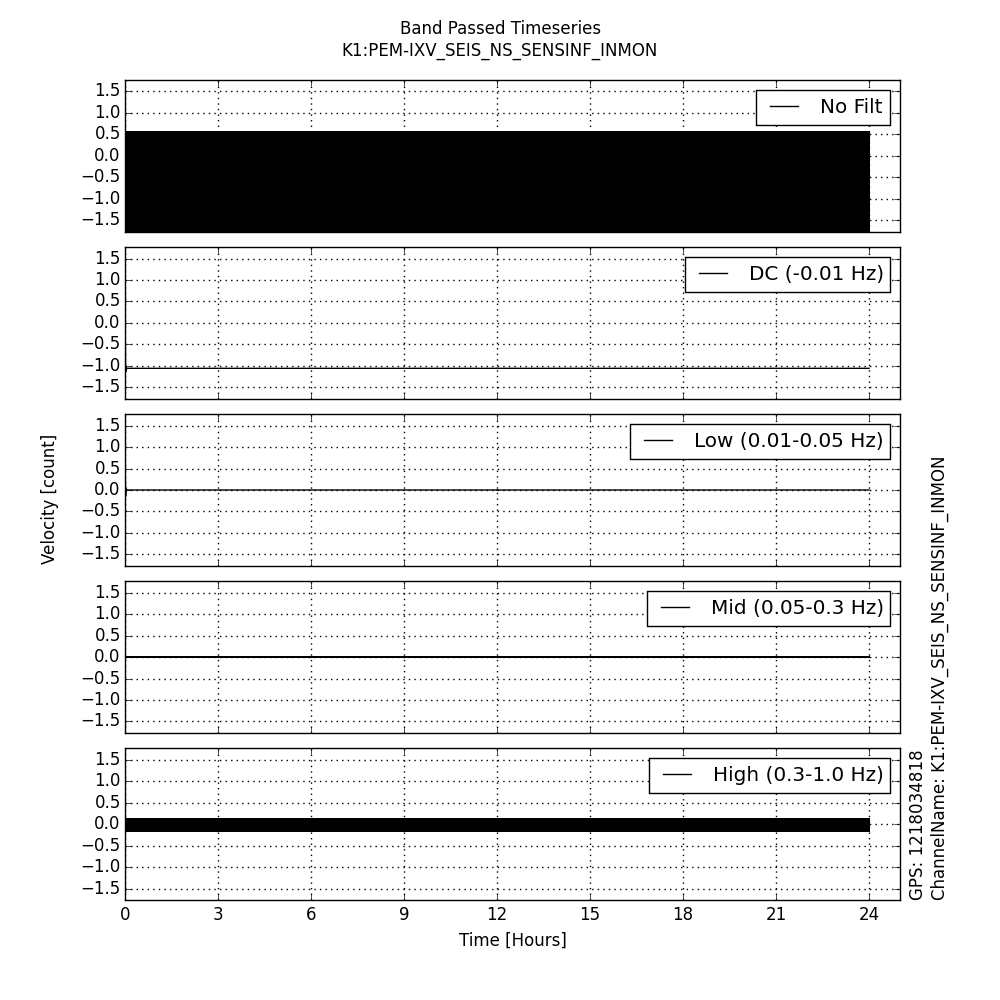 Band Passed Timeseries
K1:PEM-IXV_SEIS_NS_SENSINF_INMON
1.5
1.0
0.5
0.0
−0.5
−1.0
−1.5
No Filt
1.5
1.0
0.5
0.0
−0.5
−1.0
−1.5
DC (-0.01 Hz)
1.5
1.0
0.5
0.0
−0.5
−1.0
−1.5
Low (0.01-0.05 Hz)
1.5
1.0
0.5
0.0
−0.5
−1.0
−1.5
Mid (0.05-0.3 Hz)
1.5
1.0
0.5
0.0
−0.5
−1.0
−1.5
High (0.3-1.0 Hz)
0 3 6 9 12 15 18 21 24
Time [Hours]
Velocity [count]
GPS: 1218034818
ChannelName: K1:PEM-IXV_SEIS_NS_SENSINF_INMON